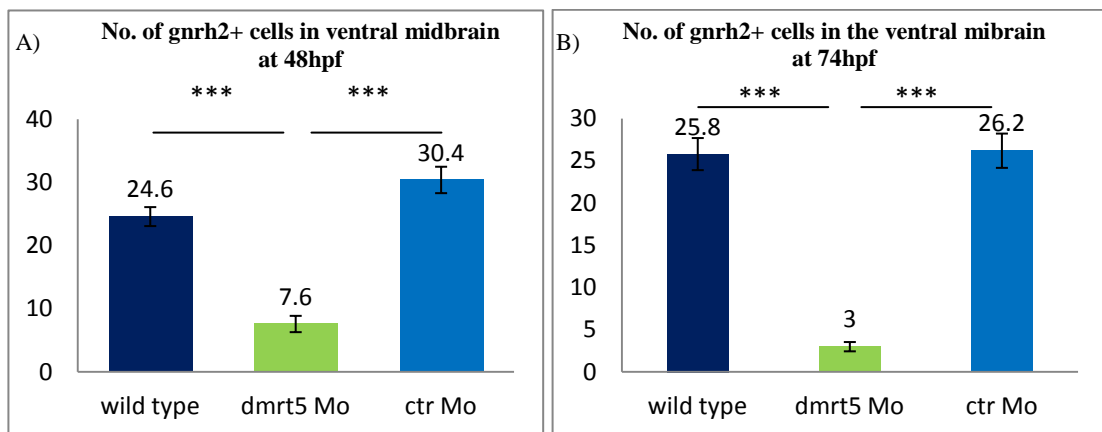 A)
No. of gnrh2+ cells in ventral midbrain
at 48hpf
*** ***
40
30
20
10
0
24.6
7.6
30.4
wild type dmrt5 Mo ctr Mo
B)
No. of gnrh2+ cells in the ventral mibrain
at 74hpf
*** ***
30
25
20
15
10
5
0
25.8
3
26.2
wild type dmrt5 Mo ctr Mo